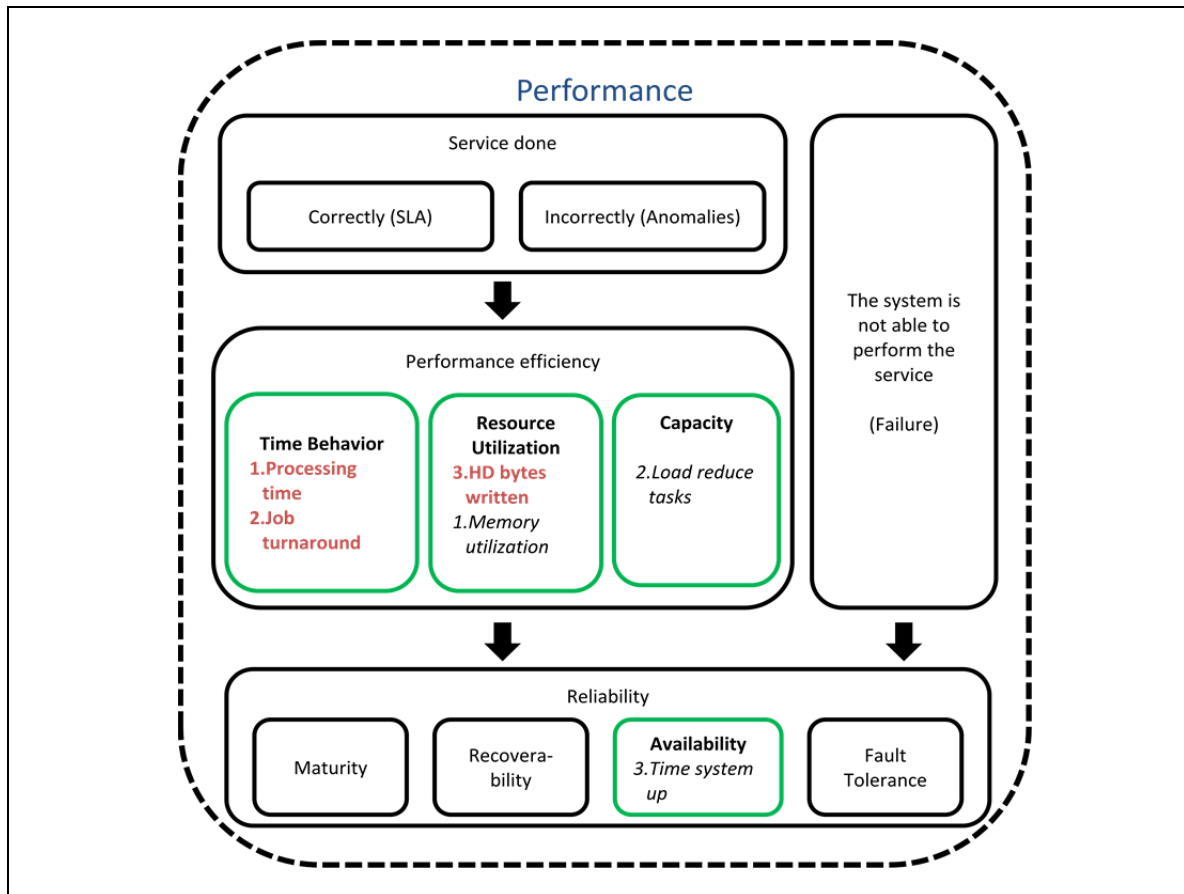 Performance
Service done
Correctly (SLA)
Incorrectly (Anomalies)
The system is
not able to
perform the
service
(Failure)
Performance efficiency
Time Behavior
1.Processing
time
2.Job
turnaround
Resource
Utilization
3.HD bytes
written
1.Memory
utilization
Capacity
2.Load reduce
tasks
Reliability
Maturity
Recovera-
bility
Availability
3.Time system
up
Fault
Tolerance